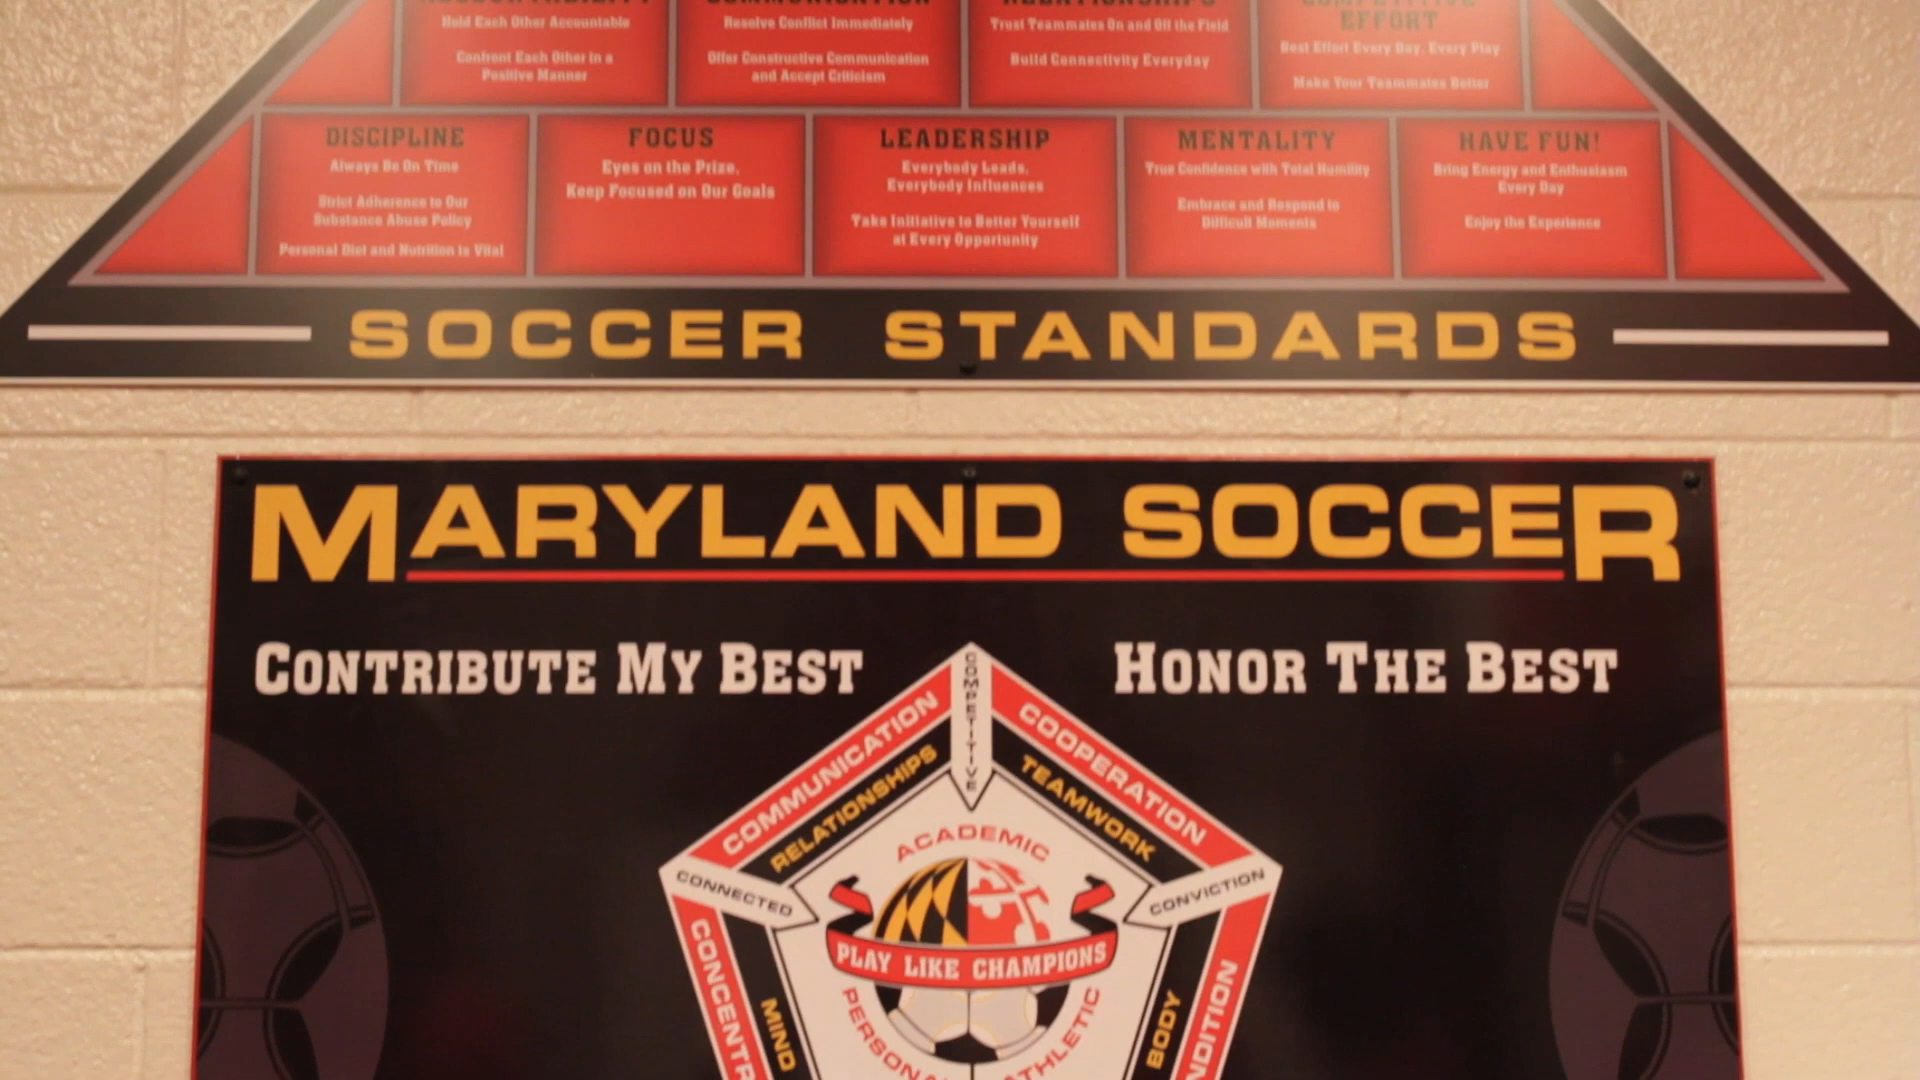 Hold Each Other Accountable
Confront Each Other in a
Positive Manner
Resolve Conflict Immediately
Offer Constructive Communication
and Accept Criticism
Trust Teammates On and Off the Field
Build Connectivity Everyday
EFFORT
Best Effort Every Day, Every Play
Make Your Teammates Better
DISCIPLINE
Always Be On Time
Strict Adherence to Our
Substance Abuse Policy
Personal Diet and Nutrition is Vital
FOCUS
Eyes on the Prize,
Keep Focused on Our Goals
LEADERSHIP
Everybody Leads,
Everybody Influences
Take Initiative to Better Yourself
at Every Opportunity
MENTALITY
True Confidence with Total Humility
Embrace and Respond to
Difficult Moments
HAVE FUN!
Bring Energy and Enthusiasm
Every Day
Enjoy the Experience
SOCCER STANDARDS
MARYLAND SOCCER
CONTRIBUTE MY BEST
HONOR THE BEST
COMPETITIVE
COMMUNICATION
RELATIONSHIPS
COOPERATION
TEAMWORK
ACADEMIC
CONNECTED
CONVICTION
PLAY LIKE CHAMPIONS
CONCENTR
MIND
PERSONA
ATHLETIC
BODY
NDITION